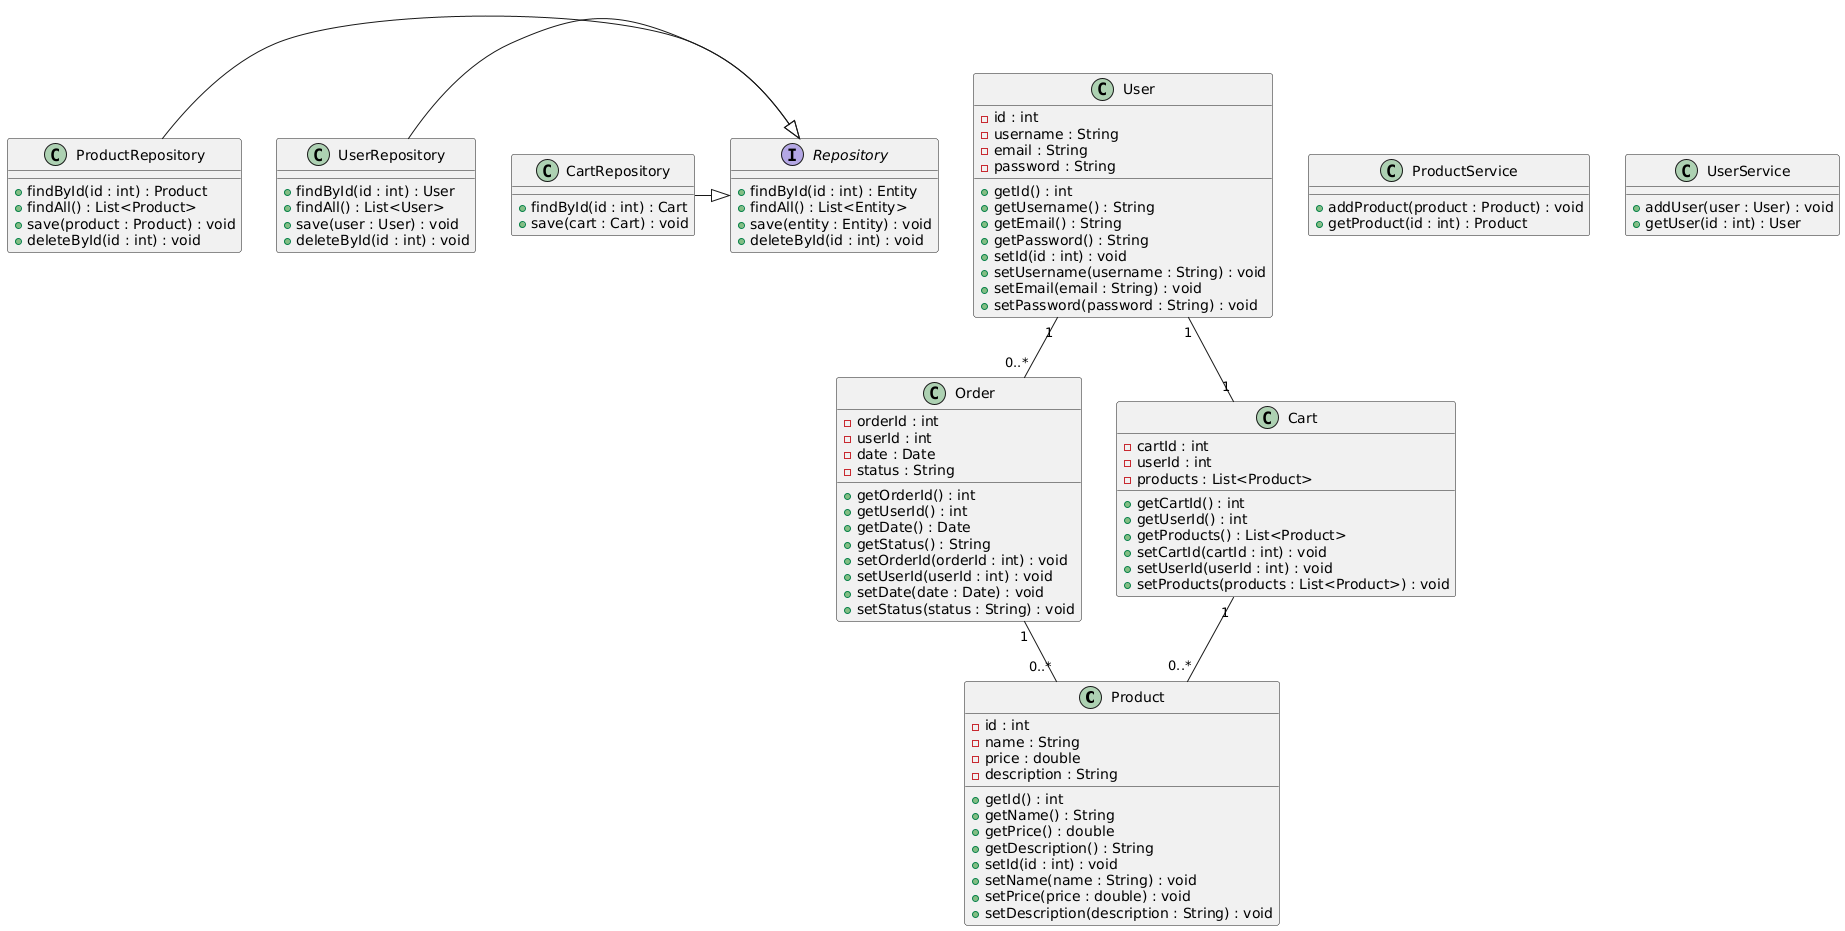 C ProductRepository
findById(id : int) : Product
findAll() : List<Product>
save(product : Product) : void
deleteById(id : int) : void
C UserRepository
findById(id : int) : User
findAll() : List<User>
save(user : User) : void
deleteById(id : int) : void
C CartRepository
findById(id : int) : Cart
save(cart : Cart) : void
I Repository
findById(id : int) : Entity
findAll() : List<Entity>
save(entity : Entity) : void
deleteById(id : int) : void
C User
id : int
username : String
email : String
password : String
getId() : int
getUsername() : String
getEmail() : String
getPassword() : String
setId(id : int) : void
setUsername(username : String) : void
setEmail(email : String) : void
setPassword(password : String) : void
C ProductService
addProduct(product : Product) : void
getProduct(id : int) : Product
C UserService
addUser(user : User) : void
getUser(id : int) : User
1
0..*
1
1
C Order
orderId : int
userId : int
date : Date
status : String
getOrderId() : int
getUserId() : int
getDate() : Date
getStatus() : String
setOrderId(orderId : int) : void
setUserId(userId : int) : void
setDate(date : Date) : void
setStatus(status : String) : void
C Cart
cartId : int
userId : int
products : List<Product>
getCartId() : int
getUserId() : int
getProducts() : List<Product>
setCartId(cartId : int) : void
setUserId(userId : int) : void
setProducts(products : List<Product>) : void
1
0..*
1
0..*
C Product
id : int
name : String
price : double
description : String
getId() : int
getName() : String
getPrice() : double
getDescription() : String
setId(id : int) : void
setName(name : String) : void
setPrice(price : double) : void
setDescription(description : String) : void